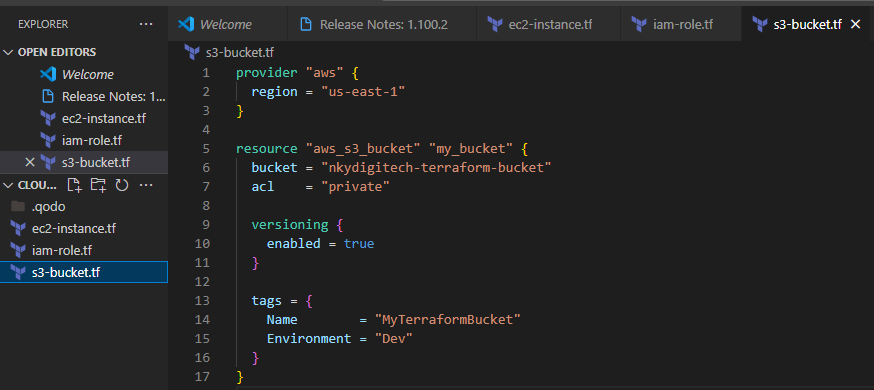 EXPLORER ···
OPEN EDITORS
Welcome
Release Notes: 1...
ec2-instance.tf
iam-role.tf
s3-bucket.tf
CLOU...
.qodo
ec2-instance.tf
iam-role.tf
s3-bucket.tf
Welcome
Release Notes: 1.100.2
ec2-instance.tf
iam-role.tf
s3-bucket.tf
s3-bucket.tf
1 provider "aws" {
2   region = "us-east-1"
3 }
4
5 resource "aws_s3_bucket" "my_bucket" {
6   bucket = "nkydigitech-terraform-bucket"
7   acl    = "private"
8
9   versioning {
10     enabled = true
11   }
12
13   tags = {
14     Name        = "MyTerraformBucket"
15     Environment = "Dev"
16   }
17 }